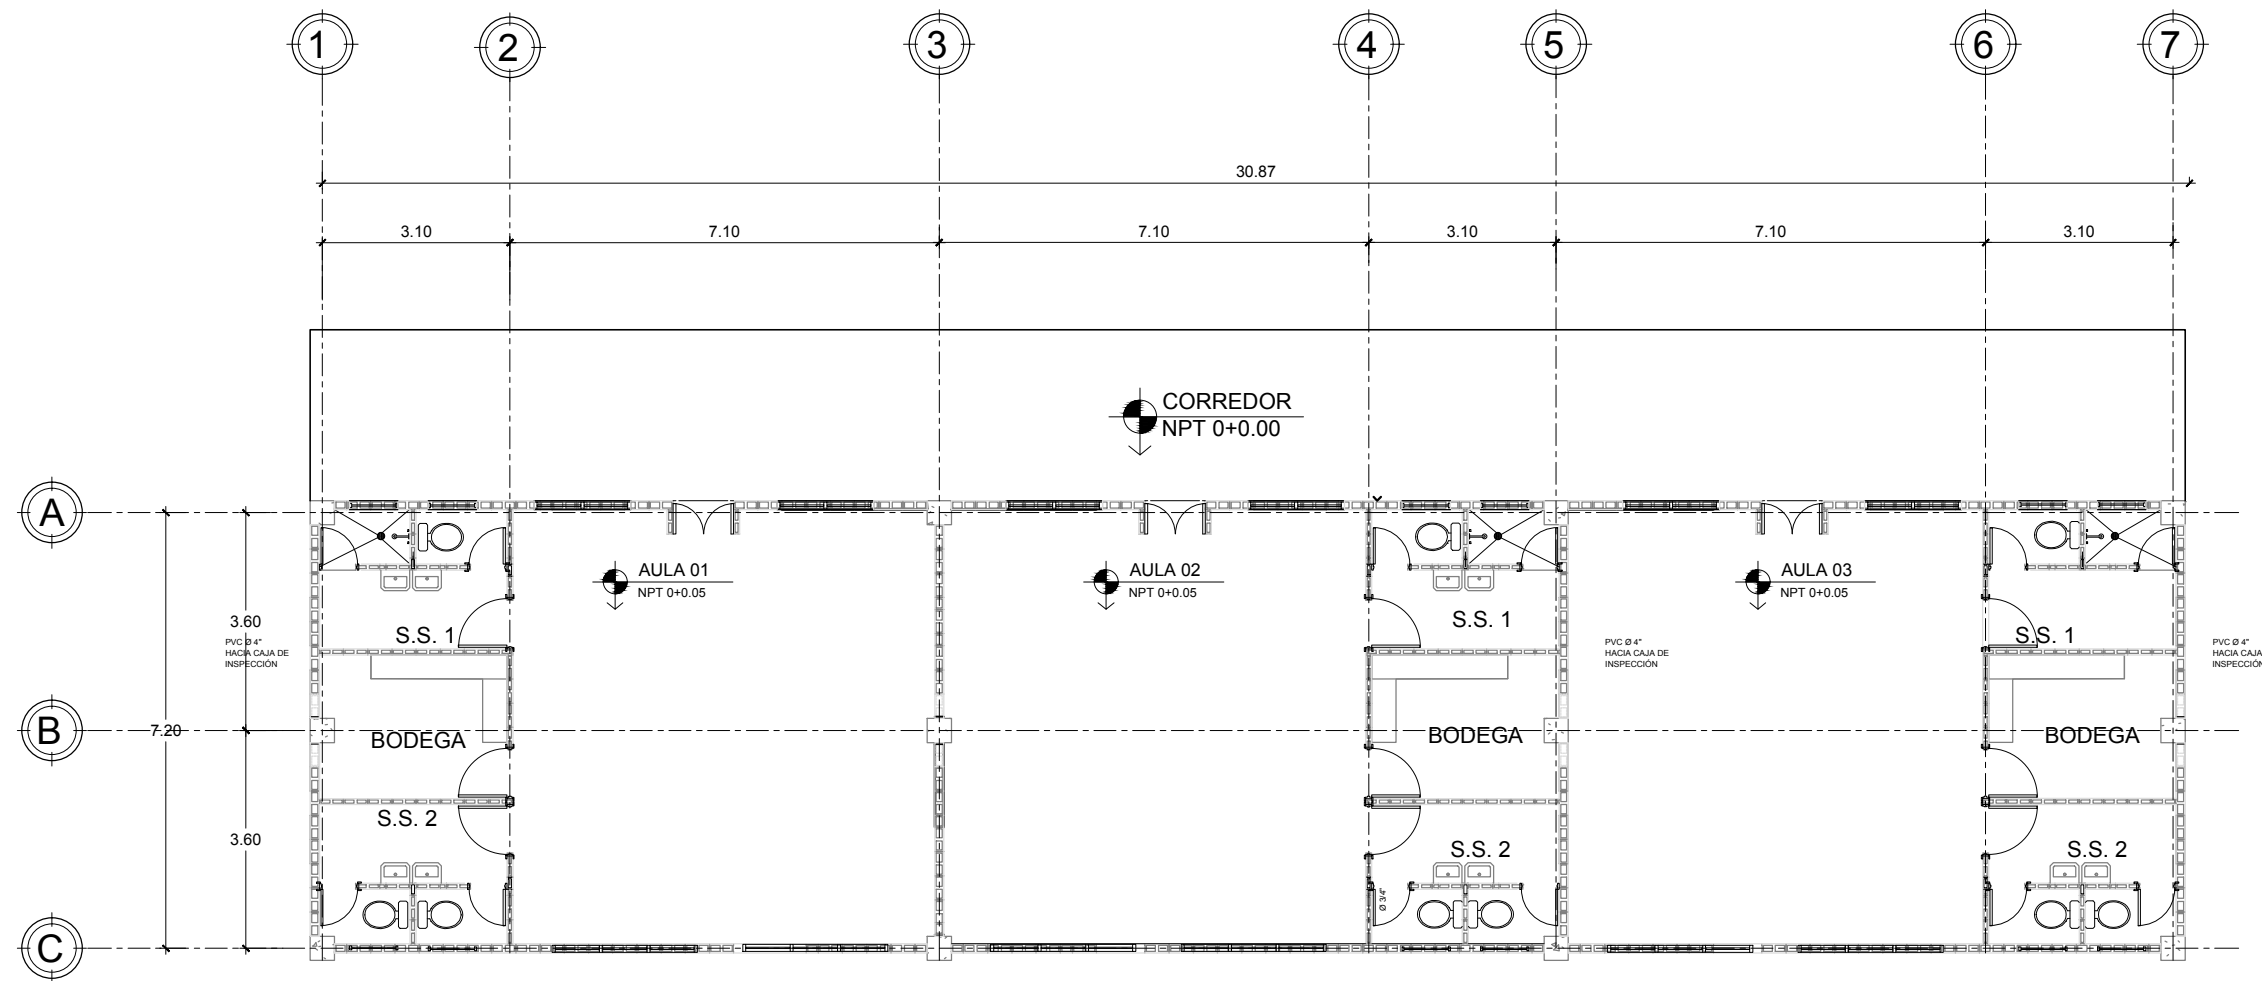 1
2
3
4
5
6
7
30.87
3.10
7.10
7.10
3.10
7.10
3.10
CORREDOR
NPT 0+0.00
A
AULA 01
NPT 0+0.05
AULA 02
NPT 0+0.05
AULA 03
NPT 0+0.05
3.60
S.S. 1
S.S. 1
S.S. 1
PVC Ø 4"
HACIA CAJA DE
INSPECCIÓN
PVC Ø 4"
HACIA CAJA DE
INSPECCIÓN
PVC Ø 4"
HACIA CAJA
INSPECCIÓN
B
7.20
BODEGA
BODEGA
BODEGA
S.S. 2
3.60
S.S. 2
S.S. 2
Ø 3/4"
C